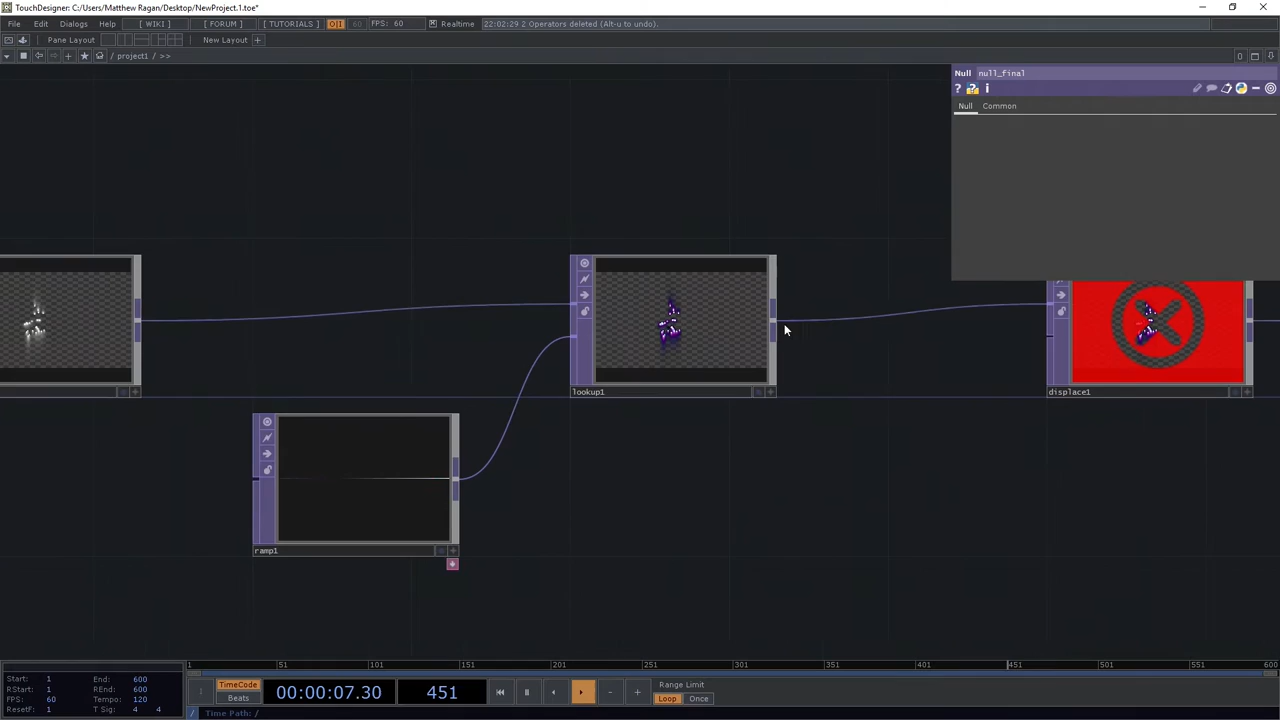 TouchDesigner: C:/Users/Matthew Ragan/Desktop/NewProject.1.toe*
File Edit Dialogs Help [ WIKI ] [ FORUM ] [ TUTORIALS ] O|I 60 FPS: 60 Realtime 22:02:29 2 Operators deleted (Alt-u to undo).
Pane Layout New Layout +
/ project1 / >> 0
Null null_final
? ? i
Null Common
lookup1
displace1
ramp1
1 51 101 151 201 251 301 351 401 451 501 551 600
Start: 1 End: 600
RStart: 1 REnd: 600
FPS: 60 Tempo: 120
ResetF: 1 T Sig: 4 4
TimeCode
Beats
00:00:07.30 451
Range Limit
Loop Once
/ Time Path: /